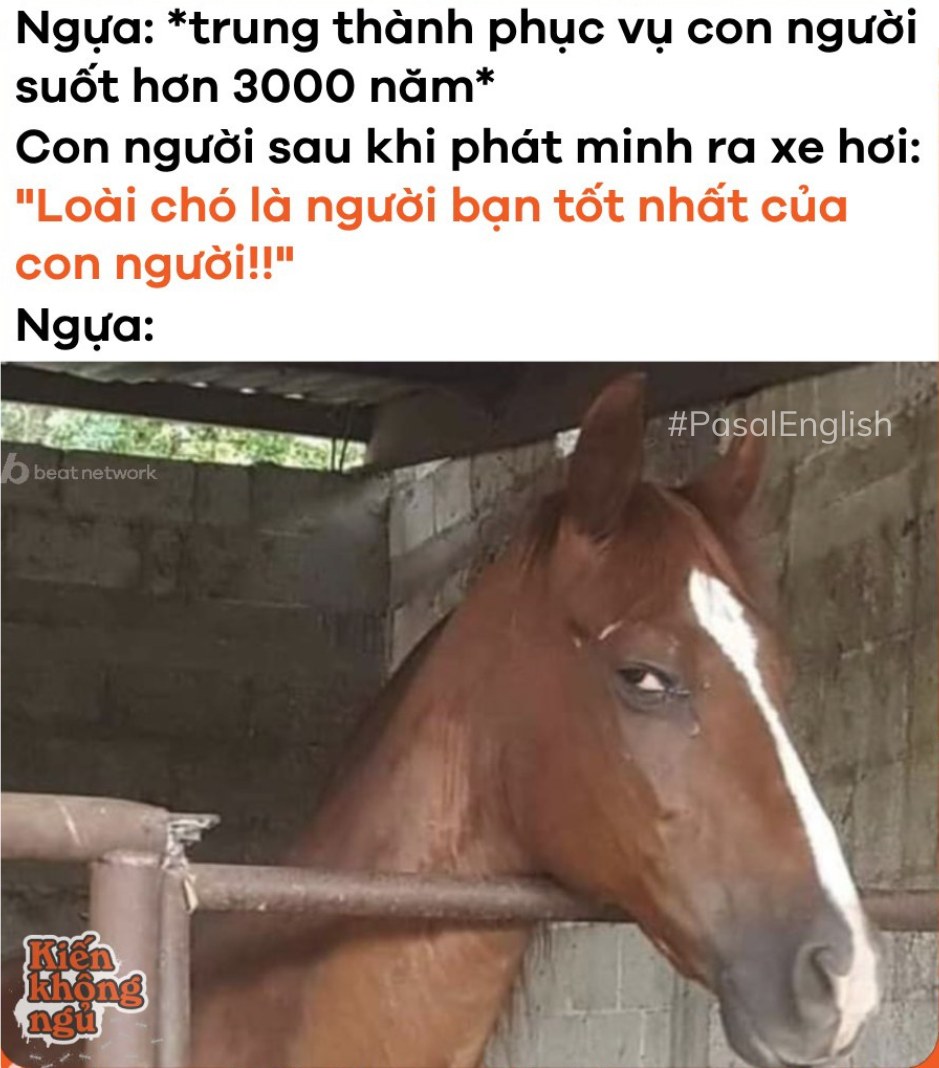 Ngựa: *trung thành phục vụ con người
suốt hơn 3000 năm*
Con người sau khi phát minh ra xe hơi:
"Loài chó là người bạn tốt nhất của
con người!!"
Ngựa:
#PasalEnglish
beat network
Kiến
không
ngủ